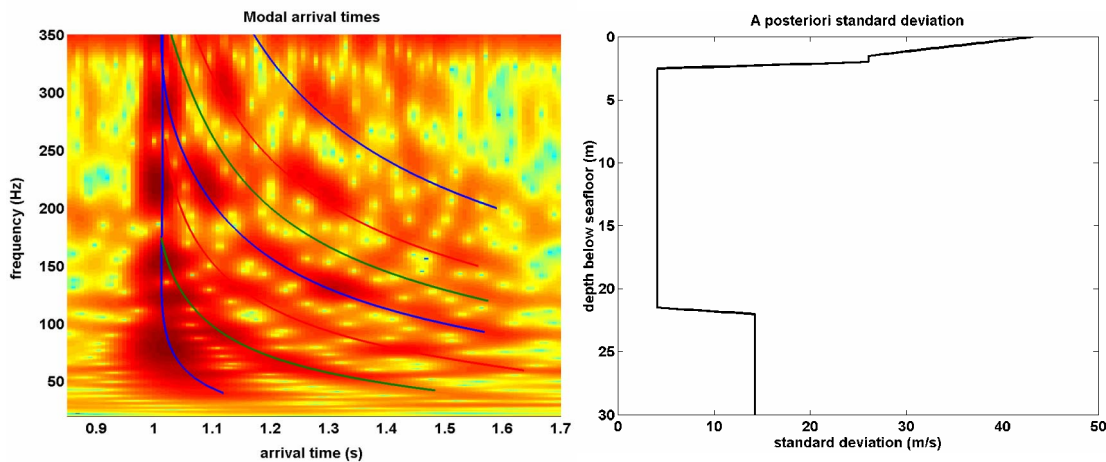 Modal arrival times
350
300
250
200
150
100
50
frequency (Hz)
0.9 1 1.1 1.2 1.3 1.4 1.5 1.6 1.7
arrival time (s)
A posteriori standard deviation
0
5
10
15
20
25
30
depth below seafloor (m)
0 10 20 30 40 50
standard deviation (m/s)